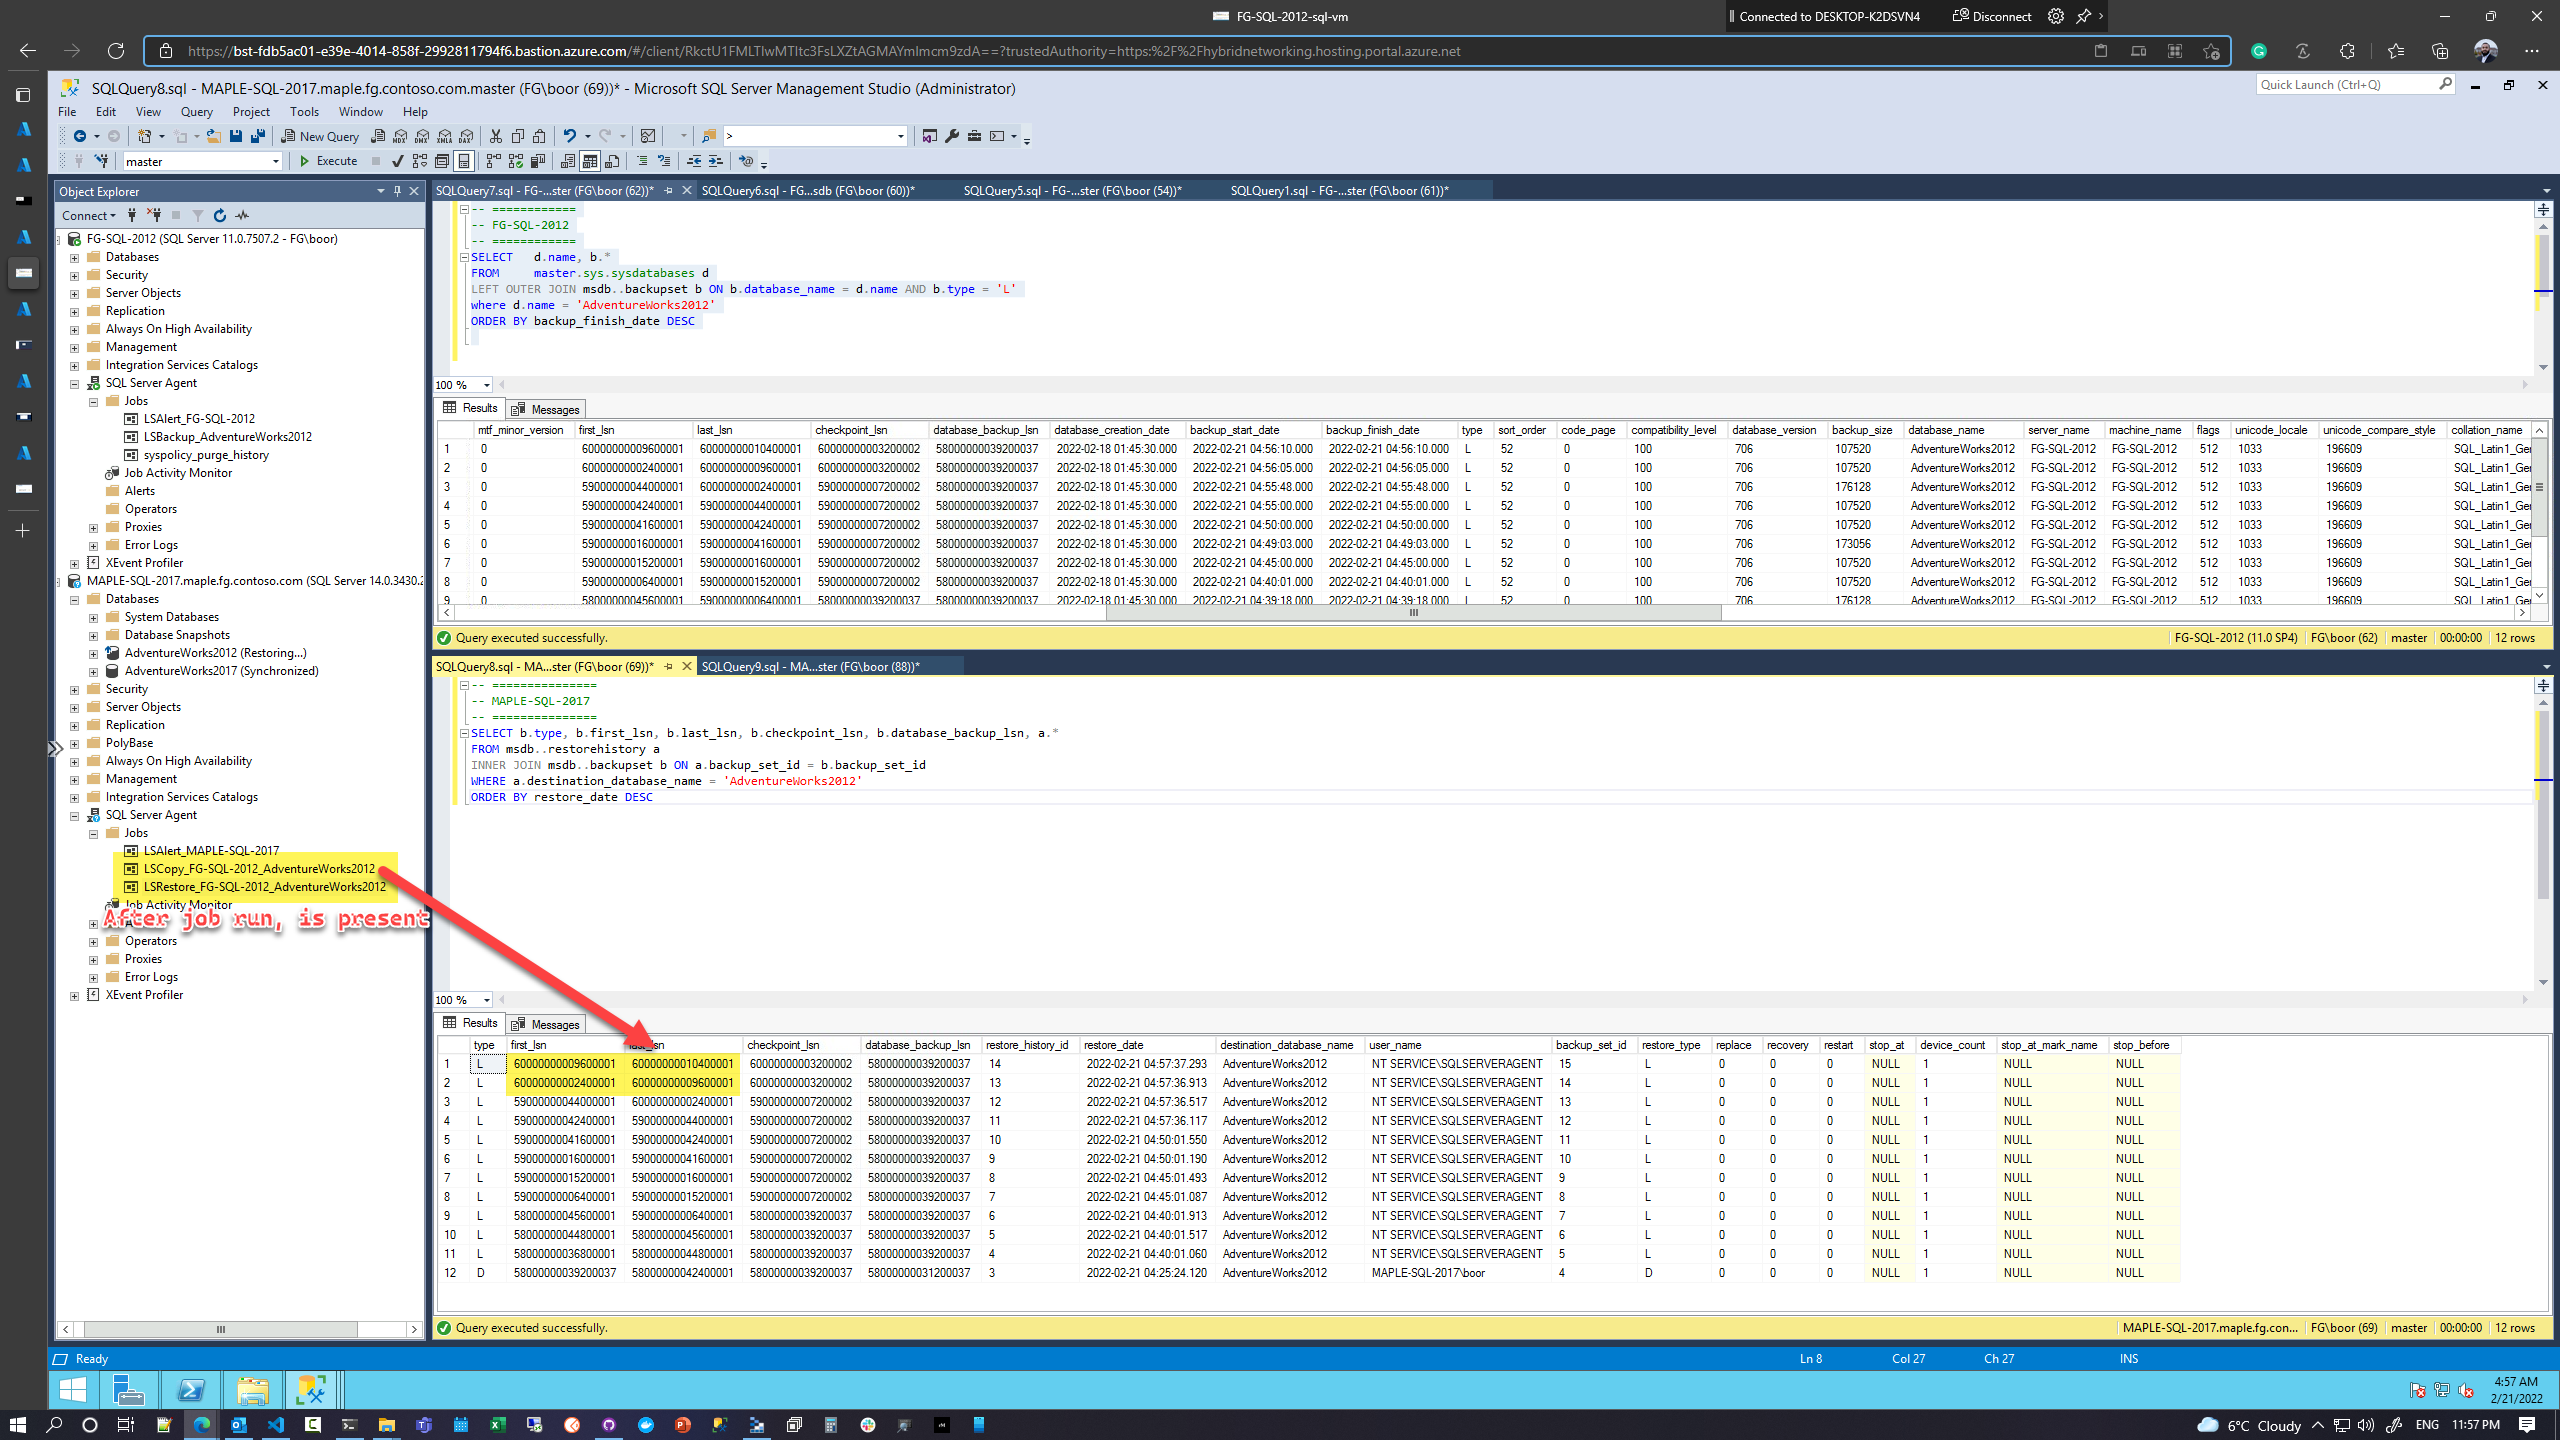 FG-SQL-2012-sql-vm
Connected to DESKTOP-K2DSVN4 Disconnect
https://bst-fdb5ac01-e39e-4014-858f-2992811794f6.bastion.azure.com/#/client/RkctU1FMLTIwMTItc3FsLXZtAGMAYmlmcm9zdA==?trustedAuthority=https:%2F%2Fhybridnetworking.hosting.portal.azure.net
SQLQuery8.sql - MAPLE-SQL-2017.maple.fg.contoso.com.master (FG\boor (69))* - Microsoft SQL Server Management Studio (Administrator)
Quick Launch (Ctrl+Q)
File Edit View Query Project Tools Window Help
New Query
master Execute
Object Explorer
Connect
FG-SQL-2012 (SQL Server 11.0.7507.2 - FG\boor)
Databases
Security
Server Objects
Replication
Always On High Availability
Management
Integration Services Catalogs
SQL Server Agent
Jobs
LSAlert_FG-SQL-2012
LSBackup_AdventureWorks2012
syspolicy_purge_history
Job Activity Monitor
Alerts
Operators
Proxies
Error Logs
XEvent Profiler
MAPLE-SQL-2017.maple.fg.contoso.com (SQL Server 14.0.3430.2
Databases
System Databases
Database Snapshots
AdventureWorks2012 (Restoring...)
AdventureWorks2017 (Synchronized)
Security
Server Objects
Replication
PolyBase
Always On High Availability
Management
Integration Services Catalogs
SQL Server Agent
Jobs
LSAlert_MAPLE-SQL-2017
LSCopy_FG-SQL-2012_AdventureWorks2012
LSRestore_FG-SQL-2012_AdventureWorks2012
Job Activity Monitor
After job run, is present
Operators
Proxies
Error Logs
XEvent Profiler
SQLQuery7.sql - FG-...ster (FG\boor (62))* SQLQuery6.sql - FG...sdb (FG\boor (60))* SQLQuery5.sql - FG-...ster (FG\boor (54))* SQLQuery1.sql - FG-...ster (FG\boor (61))*
-- ============
-- FG-SQL-2012
-- ============
SELECT d.name, b.*
FROM master.sys.sysdatabases d
LEFT OUTER JOIN msdb..backupset b ON b.database_name = d.name AND b.type = 'L'
where d.name = 'AdventureWorks2012'
ORDER BY backup_finish_date DESC
100 %
Results Messages
mtf_minor_version first_lsn last_lsn checkpoint_lsn database_backup_lsn database_creation_date backup_start_date backup_finish_date type sort_order code_page compatibility_level database_version backup_size database_name server_name machine_name flags unicode_locale unicode_compare_style collation_name
1 0 60000000009600001 60000000010400001 60000000003200002 58000000039200037 2022-02-18 01:45:30.000 2022-02-21 04:56:10.000 2022-02-21 04:56:10.000 L 52 0 100 706 107520 AdventureWorks2012 FG-SQL-2012 FG-SQL-2012 512 1033 196609 SQL_Latin1_Ger
2 0 60000000002400001 60000000009600001 60000000003200002 58000000039200037 2022-02-18 01:45:30.000 2022-02-21 04:56:05.000 2022-02-21 04:56:05.000 L 52 0 100 706 107520 AdventureWorks2012 FG-SQL-2012 FG-SQL-2012 512 1033 196609 SQL_Latin1_Ger
3 0 59000000044000001 60000000002400001 59000000007200002 58000000039200037 2022-02-18 01:45:30.000 2022-02-21 04:55:48.000 2022-02-21 04:55:48.000 L 52 0 100 706 176128 AdventureWorks2012 FG-SQL-2012 FG-SQL-2012 512 1033 196609 SQL_Latin1_Ger
4 0 59000000042400001 59000000044000001 59000000007200002 58000000039200037 2022-02-18 01:45:30.000 2022-02-21 04:55:00.000 2022-02-21 04:55:00.000 L 52 0 100 706 107520 AdventureWorks2012 FG-SQL-2012 FG-SQL-2012 512 1033 196609 SQL_Latin1_Ger
5 0 59000000041600001 59000000042400001 59000000007200002 58000000039200037 2022-02-18 01:45:30.000 2022-02-21 04:50:00.000 2022-02-21 04:50:00.000 L 52 0 100 706 107520 AdventureWorks2012 FG-SQL-2012 FG-SQL-2012 512 1033 196609 SQL_Latin1_Ger
6 0 59000000016000001 59000000041600001 59000000007200002 58000000039200037 2022-02-18 01:45:30.000 2022-02-21 04:49:03.000 2022-02-21 04:49:03.000 L 52 0 100 706 173056 AdventureWorks2012 FG-SQL-2012 FG-SQL-2012 512 1033 196609 SQL_Latin1_Ger
7 0 59000000015200001 59000000016000001 59000000007200002 58000000039200037 2022-02-18 01:45:30.000 2022-02-21 04:45:00.000 2022-02-21 04:45:00.000 L 52 0 100 706 107520 AdventureWorks2012 FG-SQL-2012 FG-SQL-2012 512 1033 196609 SQL_Latin1_Ger
8 0 59000000006400001 59000000015200001 59000000007200002 58000000039200037 2022-02-18 01:45:30.000 2022-02-21 04:40:01.000 2022-02-21 04:40:01.000 L 52 0 100 706 107520 AdventureWorks2012 FG-SQL-2012 FG-SQL-2012 512 1033 196609 SQL_Latin1_Ger
9 0 58000000045600001 59000000006400001 58000000039200037 58000000039200037 2022-02-18 01:45:30.000 2022-02-21 04:39:18.000 2022-02-21 04:39:18.000 L 52 0 100 706 176128 AdventureWorks2012 FG-SQL-2012 FG-SQL-2012 512 1033 196609 SQL_Latin1_Ger
Query executed successfully. FG-SQL-2012 (11.0 SP4) FG\boor (62) master 00:00:00 12 rows
SQLQuery8.sql - MA...ster (FG\boor (69))* SQLQuery9.sql - MA...ster (FG\boor (88))*
-- ===============
-- MAPLE-SQL-2017
-- ===============
SELECT b.type, b.first_lsn, b.last_lsn, b.checkpoint_lsn, b.database_backup_lsn, a.*
FROM msdb..restorehistory a
INNER JOIN msdb..backupset b ON a.backup_set_id = b.backup_set_id
WHERE a.destination_database_name = 'AdventureWorks2012'
ORDER BY restore_date DESC
100 %
Results Messages
type first_lsn last_lsn checkpoint_lsn database_backup_lsn restore_history_id restore_date destination_database_name user_name backup_set_id restore_type replace recovery restart stop_at device_count stop_at_mark_name stop_before
1 L 60000000009600001 60000000010400001 60000000003200002 58000000039200037 14 2022-02-21 04:57:37.293 AdventureWorks2012 NT SERVICE\SQLSERVERAGENT 15 L 0 0 0 NULL 1 NULL NULL
2 L 60000000002400001 60000000009600001 60000000003200002 58000000039200037 13 2022-02-21 04:57:36.913 AdventureWorks2012 NT SERVICE\SQLSERVERAGENT 14 L 0 0 0 NULL 1 NULL NULL
3 L 59000000044000001 60000000002400001 59000000007200002 58000000039200037 12 2022-02-21 04:57:36.517 AdventureWorks2012 NT SERVICE\SQLSERVERAGENT 13 L 0 0 0 NULL 1 NULL NULL
4 L 59000000042400001 59000000044000001 59000000007200002 58000000039200037 11 2022-02-21 04:57:36.117 AdventureWorks2012 NT SERVICE\SQLSERVERAGENT 12 L 0 0 0 NULL 1 NULL NULL
5 L 59000000041600001 59000000042400001 59000000007200002 58000000039200037 10 2022-02-21 04:50:01.550 AdventureWorks2012 NT SERVICE\SQLSERVERAGENT 11 L 0 0 0 NULL 1 NULL NULL
6 L 59000000016000001 59000000041600001 59000000007200002 58000000039200037 9 2022-02-21 04:50:01.190 AdventureWorks2012 NT SERVICE\SQLSERVERAGENT 10 L 0 0 0 NULL 1 NULL NULL
7 L 59000000015200001 59000000016000001 59000000007200002 58000000039200037 8 2022-02-21 04:45:01.493 AdventureWorks2012 NT SERVICE\SQLSERVERAGENT 9 L 0 0 0 NULL 1 NULL NULL
8 L 59000000006400001 59000000015200001 59000000007200002 58000000039200037 7 2022-02-21 04:45:01.087 AdventureWorks2012 NT SERVICE\SQLSERVERAGENT 8 L 0 0 0 NULL 1 NULL NULL
9 L 58000000045600001 59000000006400001 58000000039200037 58000000039200037 6 2022-02-21 04:40:01.913 AdventureWorks2012 NT SERVICE\SQLSERVERAGENT 7 L 0 0 0 NULL 1 NULL NULL
10 L 58000000044800001 58000000045600001 58000000039200037 58000000039200037 5 2022-02-21 04:40:01.517 AdventureWorks2012 NT SERVICE\SQLSERVERAGENT 6 L 0 0 0 NULL 1 NULL NULL
11 L 58000000036800001 58000000044800001 58000000039200037 58000000039200037 4 2022-02-21 04:40:01.060 AdventureWorks2012 NT SERVICE\SQLSERVERAGENT 5 L 0 0 0 NULL 1 NULL NULL
12 D 58000000039200037 58000000042400001 58000000039200037 58000000031200037 3 2022-02-21 04:25:24.120 AdventureWorks2012 MAPLE-SQL-2017\boor 4 D 0 0 0 NULL 1 NULL NULL
Query executed successfully. MAPLE-SQL-2017.maple.fg.con... FG\boor (69) master 00:00:00 12 rows
Ready Ln 8 Col 27 Ch 27 INS
4:57 AM
2/21/2022
6°C Cloudy ENG 11:57 PM